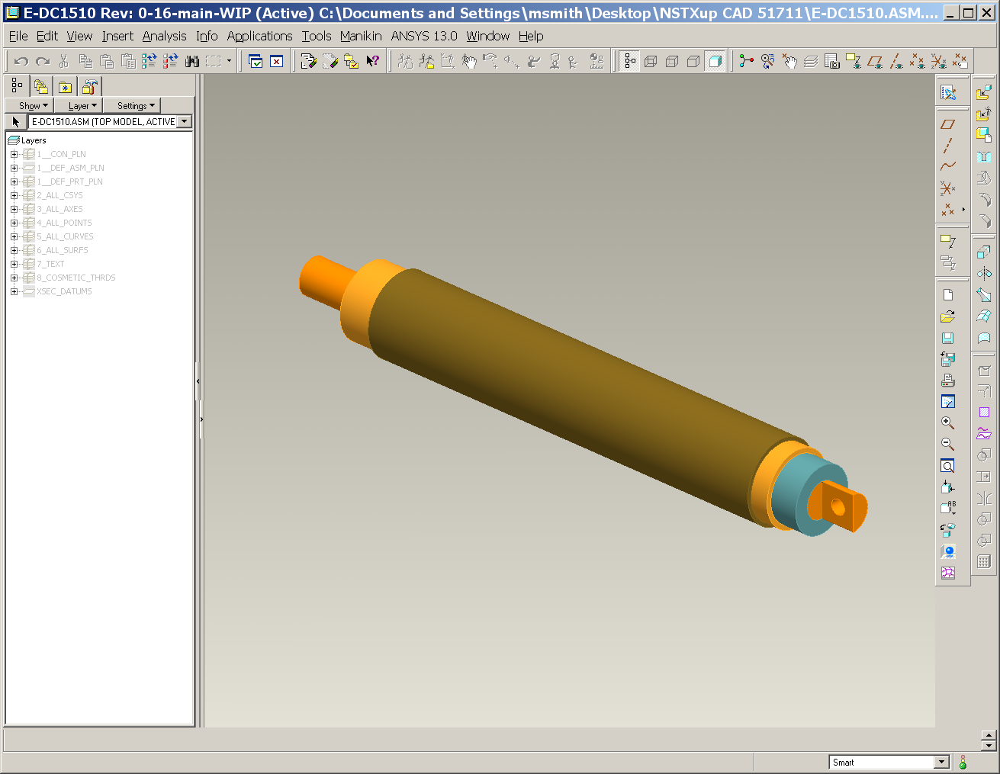 E-DC1510 Rev: 0-16-main-WIP (Active) C:\Documents and Settings\msmith\Desktop\NSTXup CAD 51711\E-DC1510.ASM....
File Edit View Insert Analysis Info Applications Tools Manikin ANSYS 13.0 Window Help
Show Layer Settings
E-DC1510.ASM (TOP MODEL, ACTIVE
Layers
1__CON_PLN
1__DEF_ASM_PLN
1__DEF_PRT_PLN
2_ALL_CSYS
3_ALL_AXES
4_ALL_POINTS
5_ALL_CURVES
6_ALL_SURFS
7_TEXT
8_COSMETIC_THRDS
XSEC_DATUMS
AB
Smart